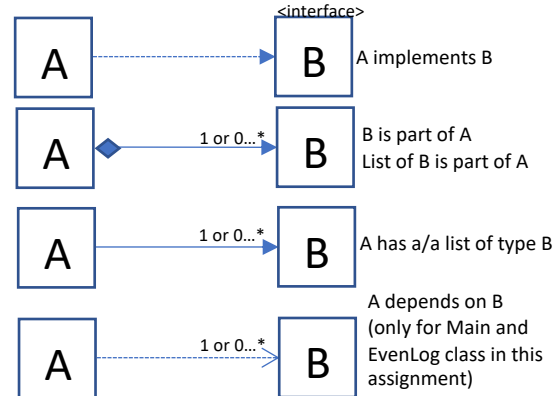 <interface>
A
B
A implements B
A
1 or 0...*
B
B is part of A
List of B is part of A
A
1 or 0...*
B
A has a/a list of type B
A
1 or 0...*
B
A depends on B
(only for Main and
EvenLog class in this
assignment)